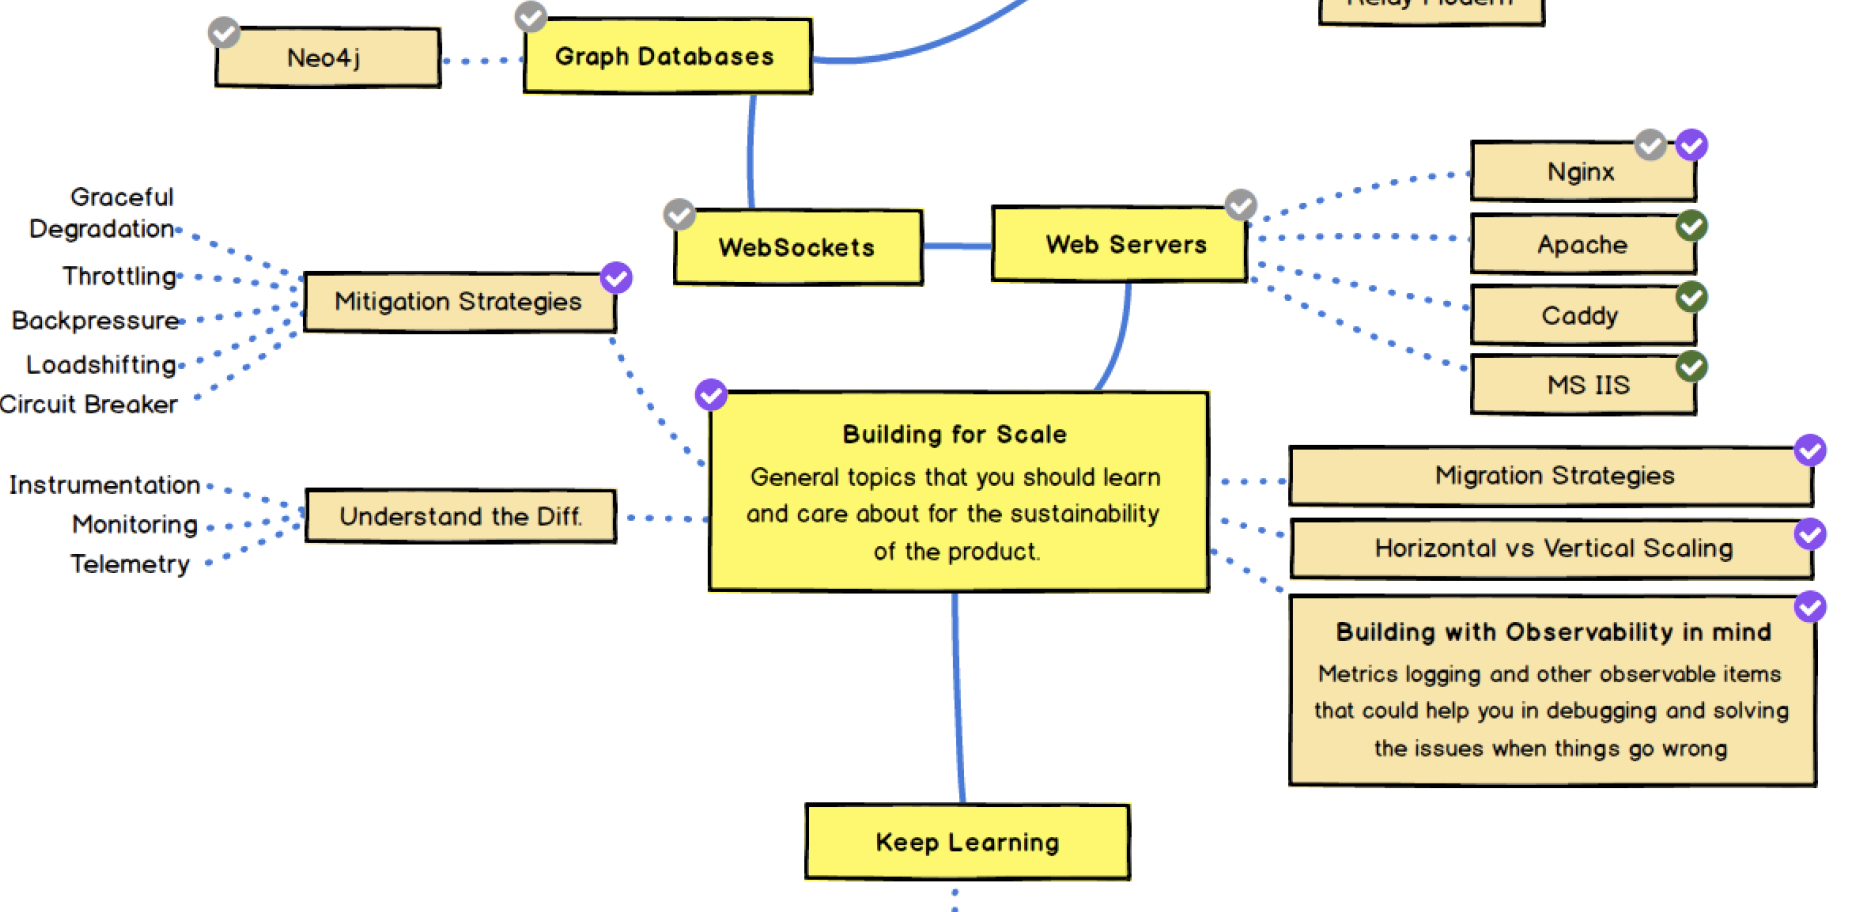 Relay Modern
Neo4j
Graph Databases
Nginx
Graceful
Degradation
WebSockets
Web Servers
Apache
Throttling
Mitigation Strategies
Backpressure
Caddy
Loadshifting
MS IIS
Circuit Breaker
Building for Scale
General topics that you should learn
and care about for the sustainability
of the product.
Migration Strategies
Instrumentation
Monitoring
Telemetry
Understand the Diff.
Horizontal vs Vertical Scaling
Building with Observability in mind
Metrics logging and other observable items
that could help you in debugging and solving
the issues when things go wrong
Keep Learning